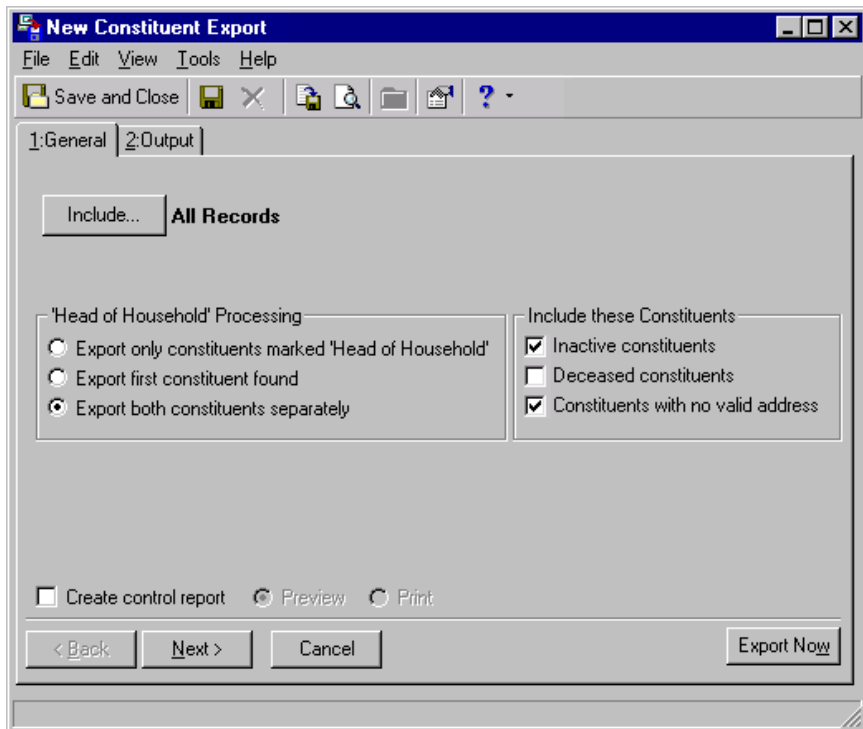 New Constituent Export
File Edit View Tools Help
Save and Close ?
1:General 2:Output
Include... All Records
'Head of Household' Processing
Export only constituents marked 'Head of Household'
Export first constituent found
Export both constituents separately
Include these Constituents
Inactive constituents
Deceased constituents
Constituents with no valid address
Create control report Preview Print
< Back Next > Cancel Export Now